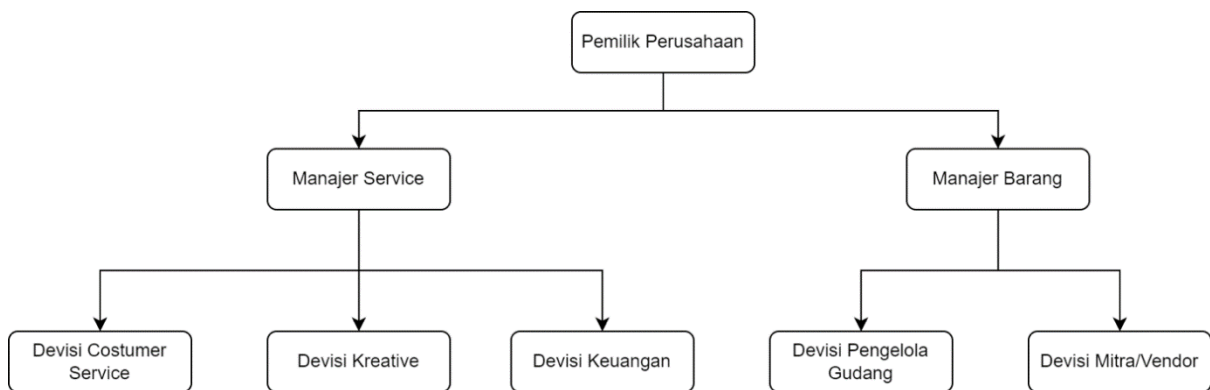 Pemilik Perusahaan
Manajer Service
Manajer Barang
Devisi Costumer
Service
Devisi Kreative
Devisi Keuangan
Devisi Pengelola
Gudang
Devisi Mitra/Vendor